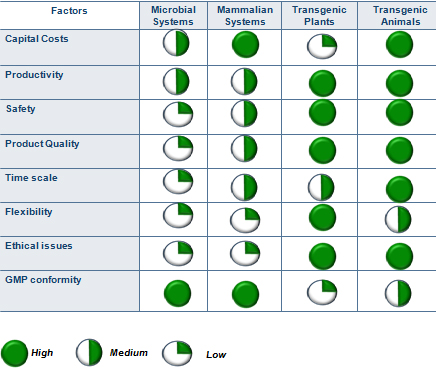 Factors
Microbial Systems
Mammalian Systems
Transgenic Plants
Transgenic Animals
Capital Costs
Productivity
Safety
Product Quality
Time scale
Flexibility
Ethical issues
GMP conformity
High
Medium
Low